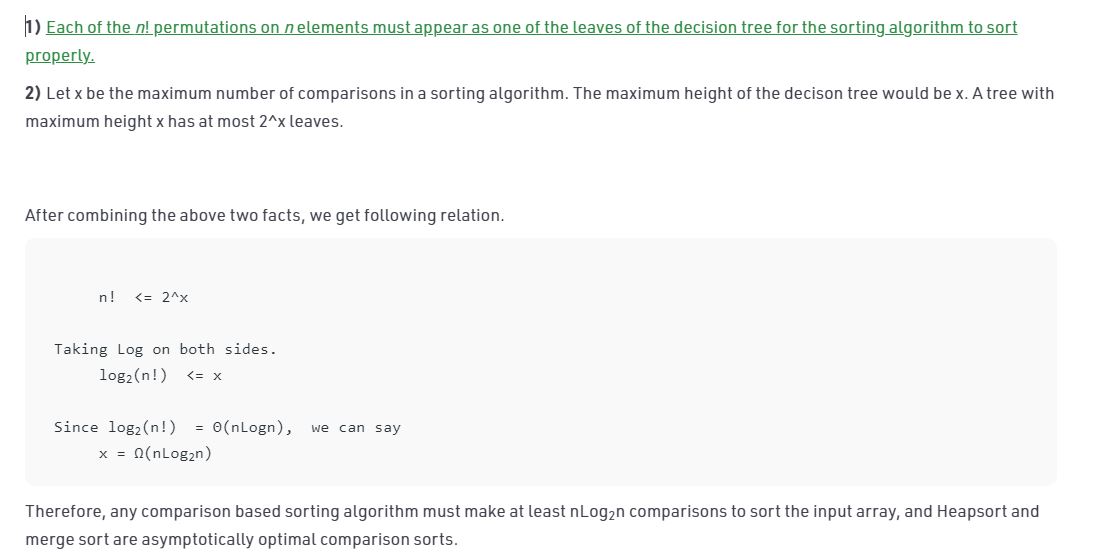 1) Each of the n! permutations on n elements must appear as one of the leaves of the decision tree for the sorting algorithm to sort
properly.
2) Let x be the maximum number of comparisons in a sorting algorithm. The maximum height of the decison tree would be x. A tree with
maximum height x has at most 2^x leaves.
After combining the above two facts, we get following relation.
n! <= 2^x
Taking Log on both sides.
log₂(n!) <= x
Since log₂(n!) = Θ(nLogn), we can say
x = Ω(nLog₂n)
Therefore, any comparison based sorting algorithm must make at least nLog₂n comparisons to sort the input array, and Heapsort and
merge sort are asymptotically optimal comparison sorts.